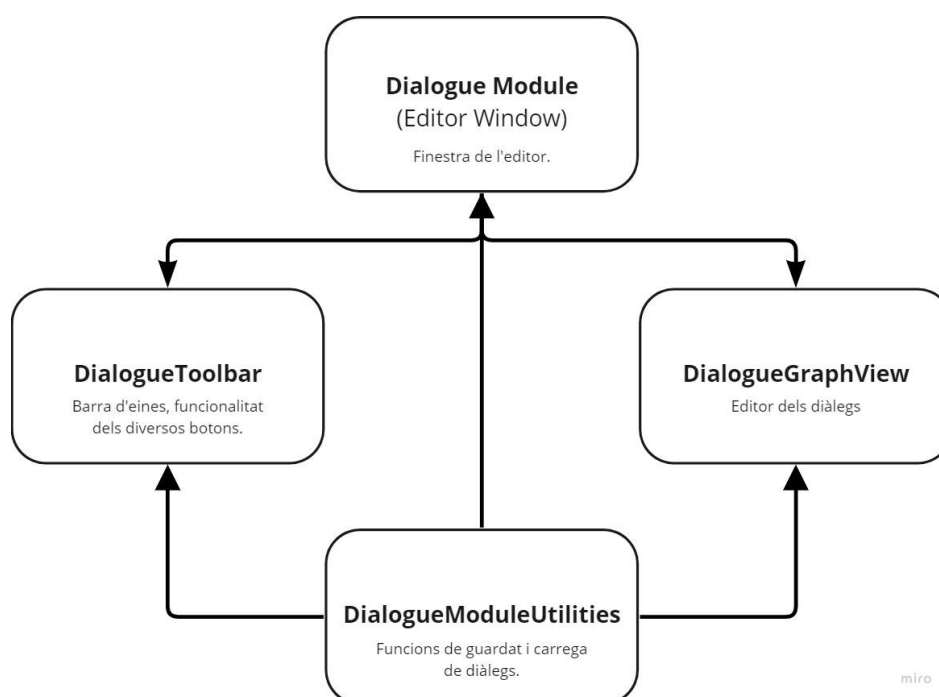 Dialogue Module
(Editor Window)
Finestra de l'editor.
DialogueToolbar
Barra d'eines, funcionalitat
dels diversos botons.
DialogueGraphView
Editor dels diàlegs
DialogueModuleUtilities
Funcions de guardat i carrega
de diàlegs.
miro